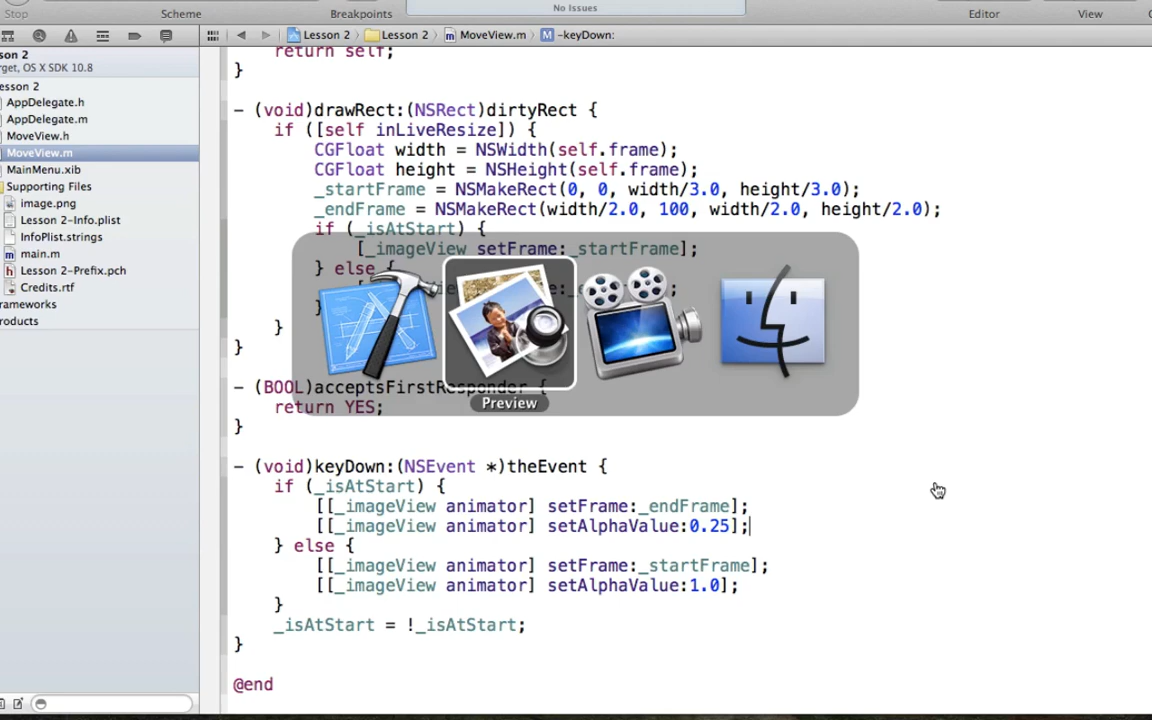 No Issues
Stop
Scheme
Breakpoints
Editor
View
Lesson 2
Lesson 2
MoveView.m
M
-keyDown:
son 2
rget, OS X SDK 10.8
esson 2
AppDelegate.h
AppDelegate.m
MoveView.h
MoveView.m
MainMenu.xib
Supporting Files
image.png
Lesson 2-Info.plist
InfoPlist.strings
main.m
Lesson 2-Prefix.pch
Credits.rtf
rameworks
roducts
return self;
}
- (void)drawRect:(NSRect)dirtyRect {
if ([self inLiveResize]) {
CGFloat width = NSWidth(self.frame);
CGFloat height = NSHeight(self.frame);
_startFrame = NSMakeRect(0, 0, width/3.0, height/3.0);
_endFrame = NSMakeRect(width/2.0, 100, width/2.0, height/2.0);
if (_isAtStart) {
[_imageView setFrame:_startFrame];
} else
}
}
}
Preview
- (BOOL)acceptsFirstResponder {
return YES;
}
- (void)keyDown:(NSEvent *)theEvent {
if (_isAtStart) {
[[_imageView animator] setFrame:_endFrame];
[[_imageView animator] setAlphaValue:0.25];
} else {
[[_imageView animator] setFrame:_startFrame];
[[_imageView animator] setAlphaValue:1.0];
}
_isAtStart = !_isAtStart;
}
@end